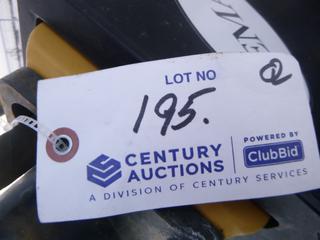 LOT NO
195.
CENTURY AUCTIONS
POWERED BY
ClubBid
A DIVISION OF CENTURY SERVICES